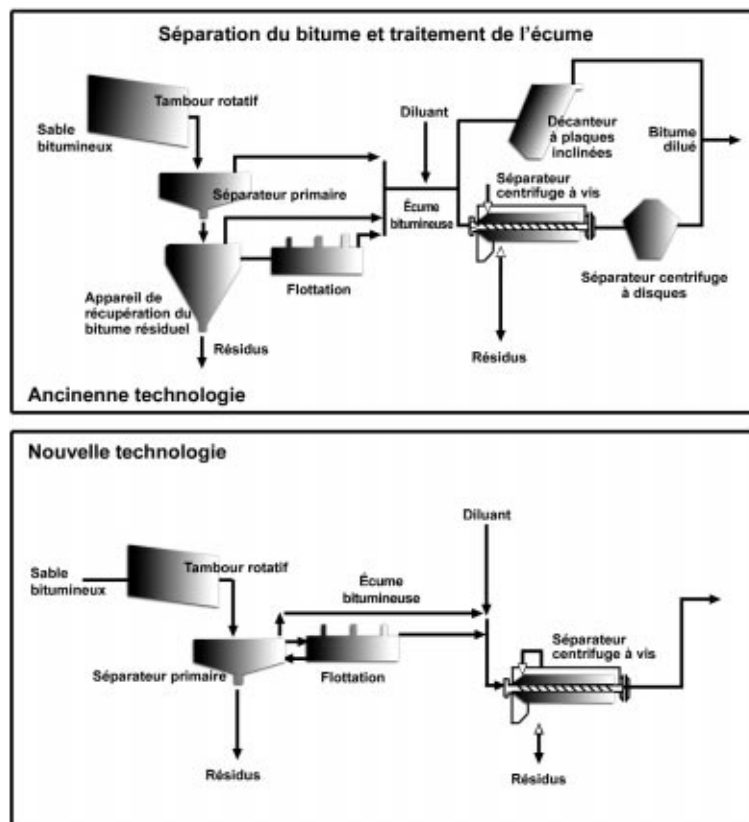 Séparation du bitume et traitement de l'écume
Tambour rotatif
Sable
bitumineux
Diluant
Décanteur
à plaques
inclinées
Bitume
dilué
Séparateur primaire
Séparateur
centrifuge à vis
Écume
bitumineuse
Flottation
Séparateur centrifuge
à disques
Appareil de
récupération du
bitume résiduel
Résidus
Résidus
Ancinenne technologie
Nouvelle technologie
Diluant
Tambour rotatif
Sable
bitumineux
Écume
bitumineuse
Séparateur
centrifuge à vis
Séparateur primaire
Flottation
Résidus
Résidus